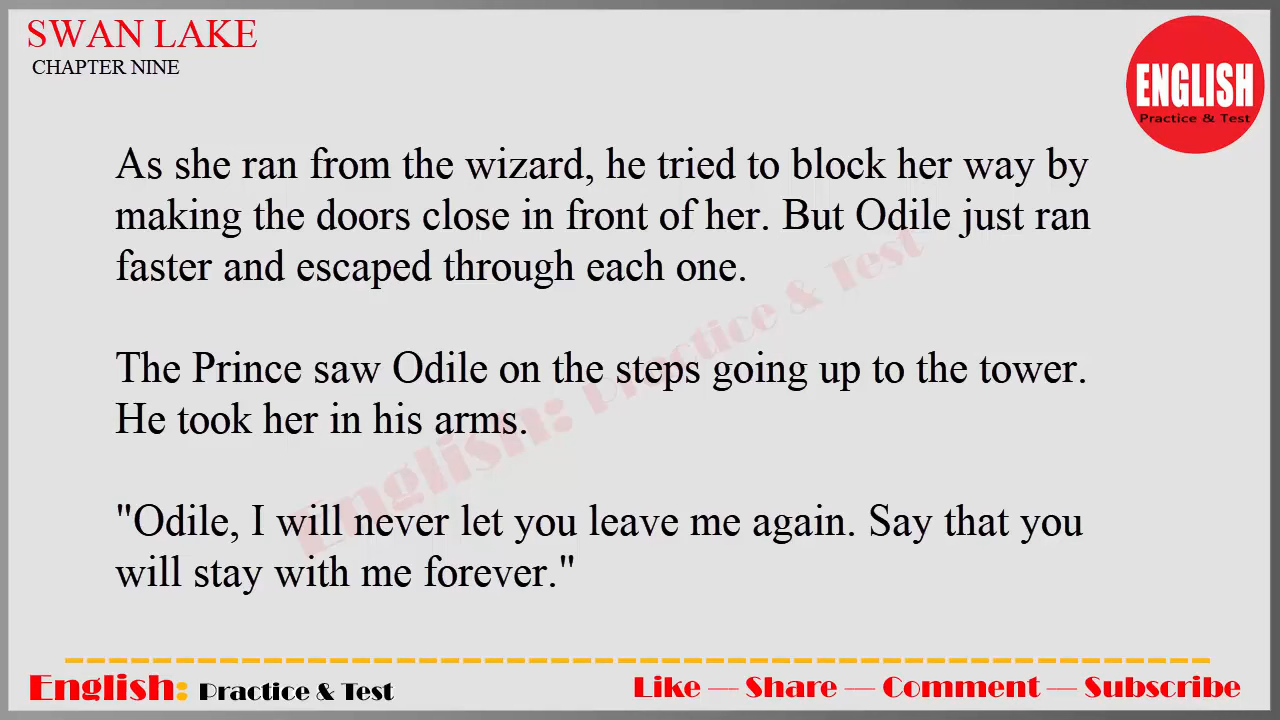 SWAN LAKE
CHAPTER NINE
ENGLISH
Practice & Test
As she ran from the wizard, he tried to block her way by
making the doors close in front of her. But Odile just ran
faster and escaped through each one.
The Prince saw Odile on the steps going up to the tower.
He took her in his arms.
"Odile, I will never let you leave me again. Say that you
will stay with me forever."
English: Practice & Test
English: Practice & Test
Like — Share — Comment — Subscribe